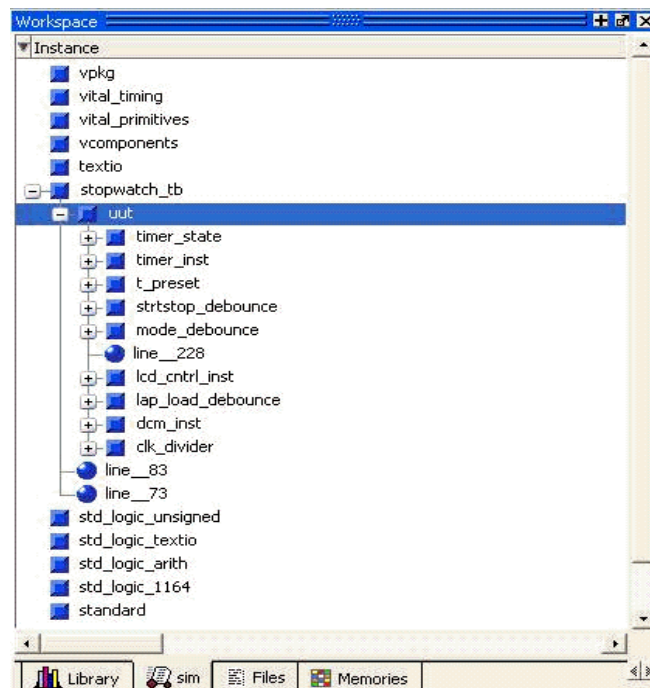 Workspace
Instance
vpkg
vital_timing
vital_primitives
vcomponents
textio
stopwatch_tb
uut
timer_state
timer_inst
t_preset
strtstop_debounce
mode_debounce
line__228
lcd_cntrl_inst
lap_load_debounce
dcm_inst
clk_divider
line__83
line__73
std_logic_unsigned
std_logic_textio
std_logic_arith
std_logic_1164
standard
Library sim Files Memories